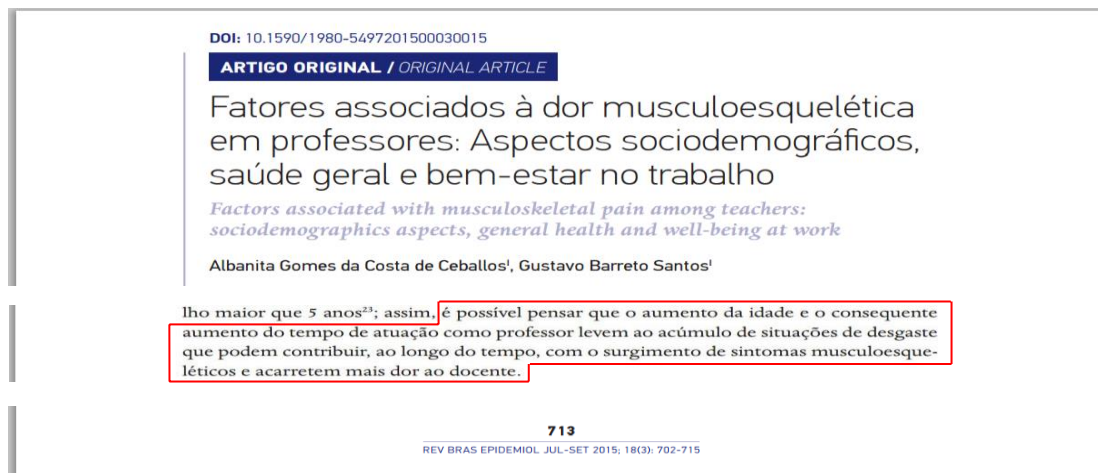 DOI: 10.1590/1980-5497201500030015
ARTIGO ORIGINAL / ORIGINAL ARTICLE
Fatores associados à dor musculoesquelética
em professores: Aspectos sociodemográficos,
saúde geral e bem-estar no trabalho
Factors associated with musculoskeletal pain among teachers:
sociodemographics aspects, general health and well-being at work
Albanita Gomes da Costa de Ceballosᴵ, Gustavo Barreto Santosᴵ
lho maior que 5 anos²³; assim, é possível pensar que o aumento da idade e o consequente
aumento do tempo de atuação como professor levem ao acúmulo de situações de desgaste
que podem contribuir, ao longo do tempo, com o surgimento de sintomas musculoesque-
léticos e acarretem mais dor ao docente.
713
REV BRAS EPIDEMIOL JUL-SET 2015; 18(3): 702-715